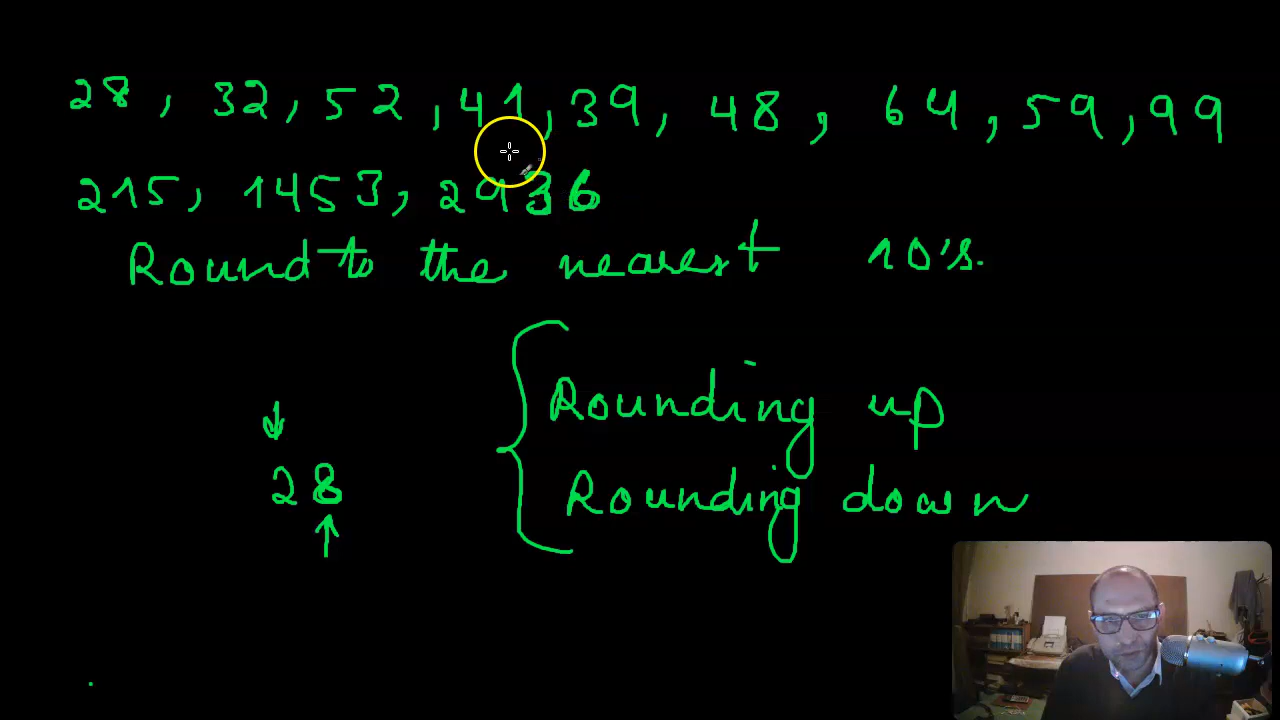 28, 32, 52, 41, 39, 48, 64, 59, 99
215, 1453, 2936
Round to the nearest 10's.
Rounding up
28
Rounding down